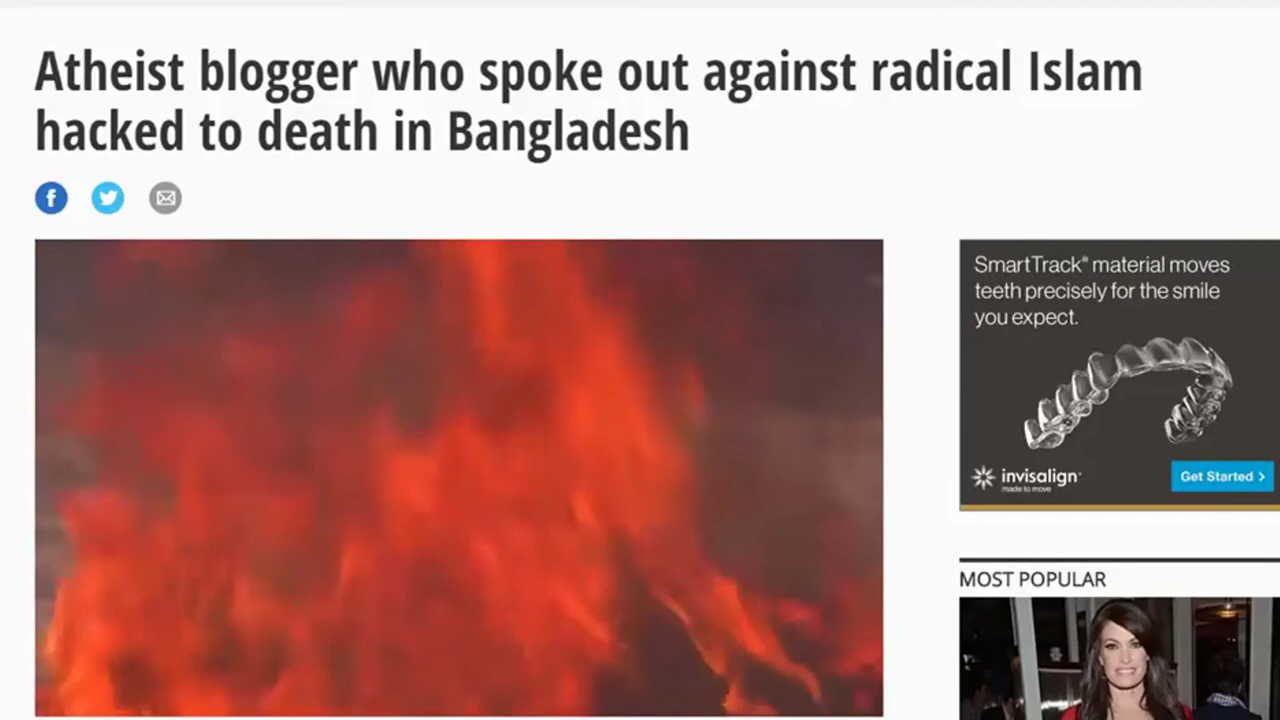 Atheist blogger who spoke out against radical Islam
hacked to death in Bangladesh
SmartTrack® material moves
teeth precisely for the smile
you expect.
invisalign
made to move
Get Started >
MOST POPULAR